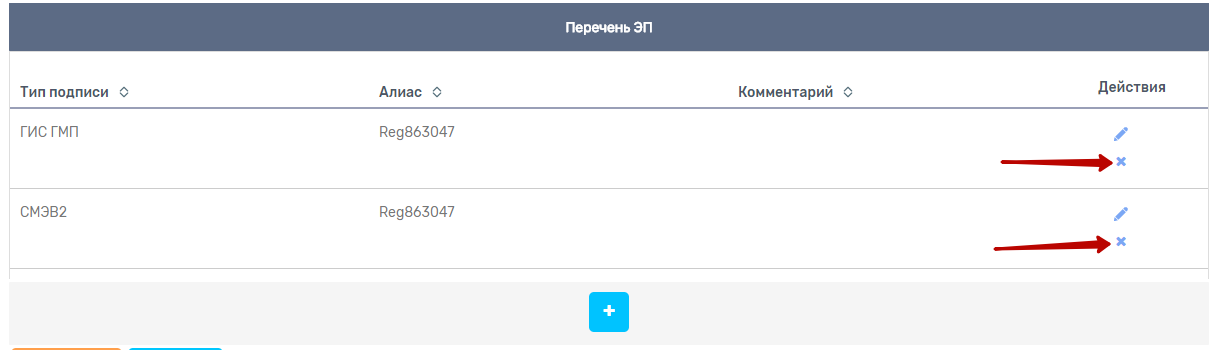 Перечень ЭП
Тип подписи Алиас Комментарий Действия
ГИС ГМП Reg863047
СМЭВ2 Reg863047
+